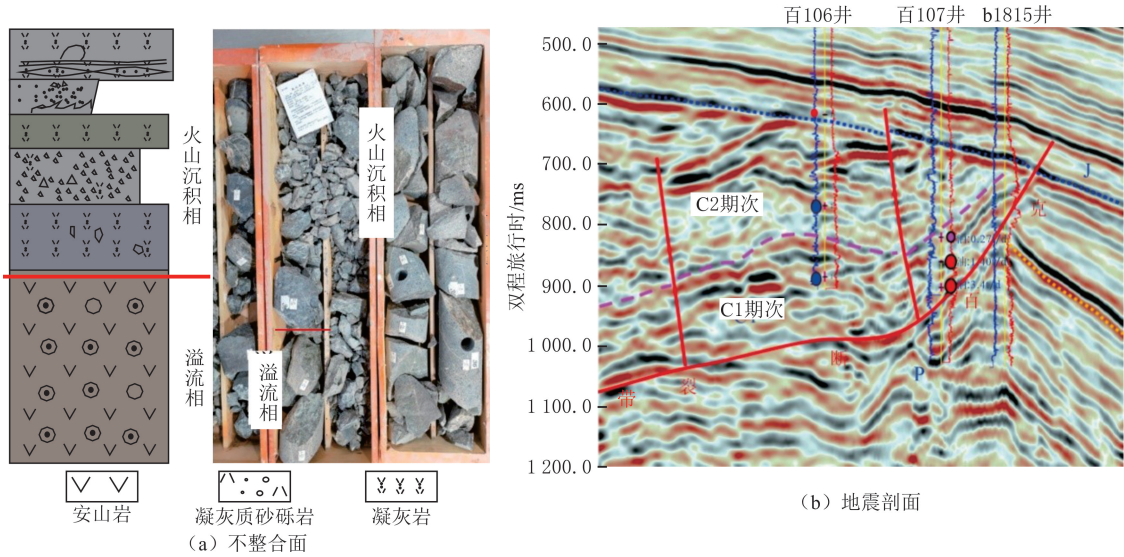 百106井
百107井
b1815井
500.0
600.0
700.0
800.0
900.0
1 000.0
1 100.0
1 200.0
双程旅行时/ms
火山沉积相
溢流相
火山沉积相
溢流相
C2期次
C1期次
J
克
百
断
裂
带
P
安山岩
凝灰质砂砾岩
凝灰岩
(a) 不整合面
(b) 地震剖面